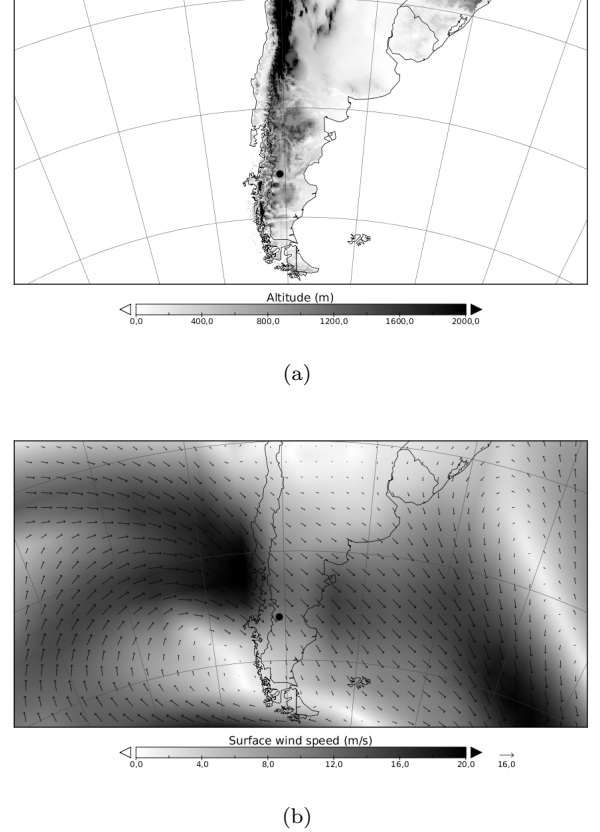 Altitude (m)
0,0 400,0 800,0 1200,0 1600,0 2000,0
(a)
Surface wind speed (m/s)
0,0 4,0 8,0 12,0 16,0 20,0 16,0
(b)